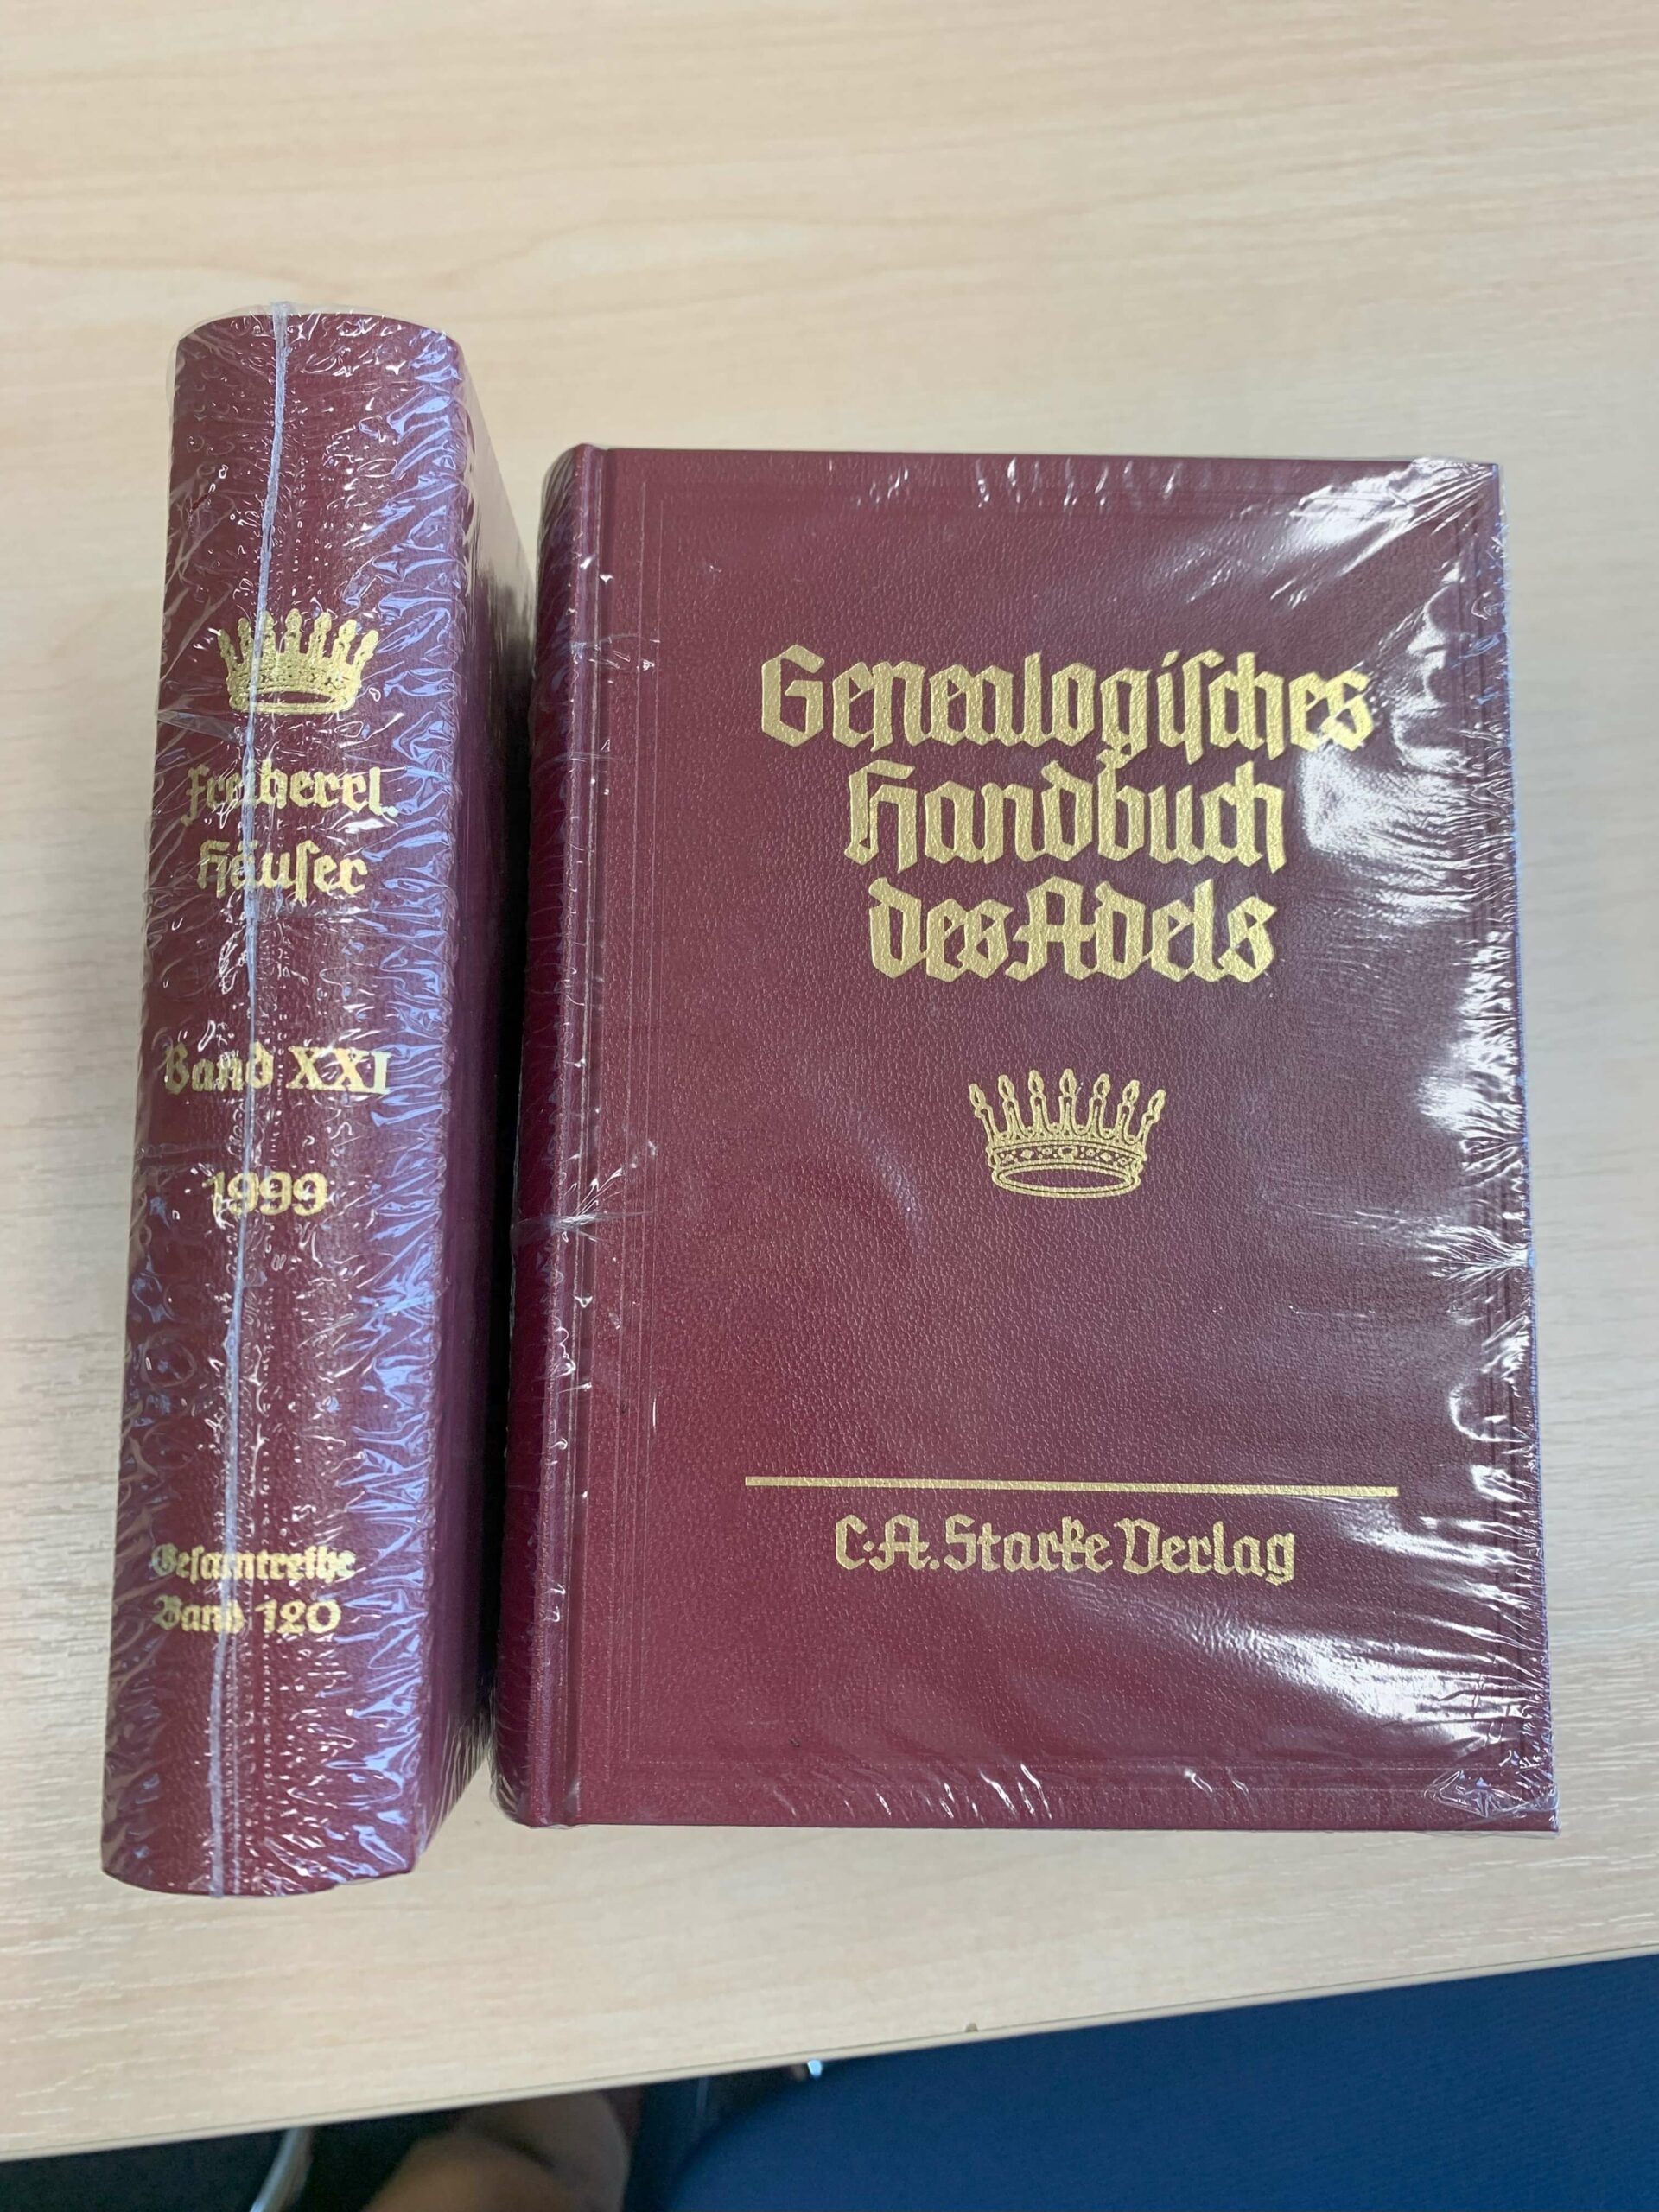 Freiherrl.
Häuſer
Band XXI
1999
Geſamtreihe
Band 120
Genealogiſches
Handbuch
des Adels
C.A. Starke Verlag